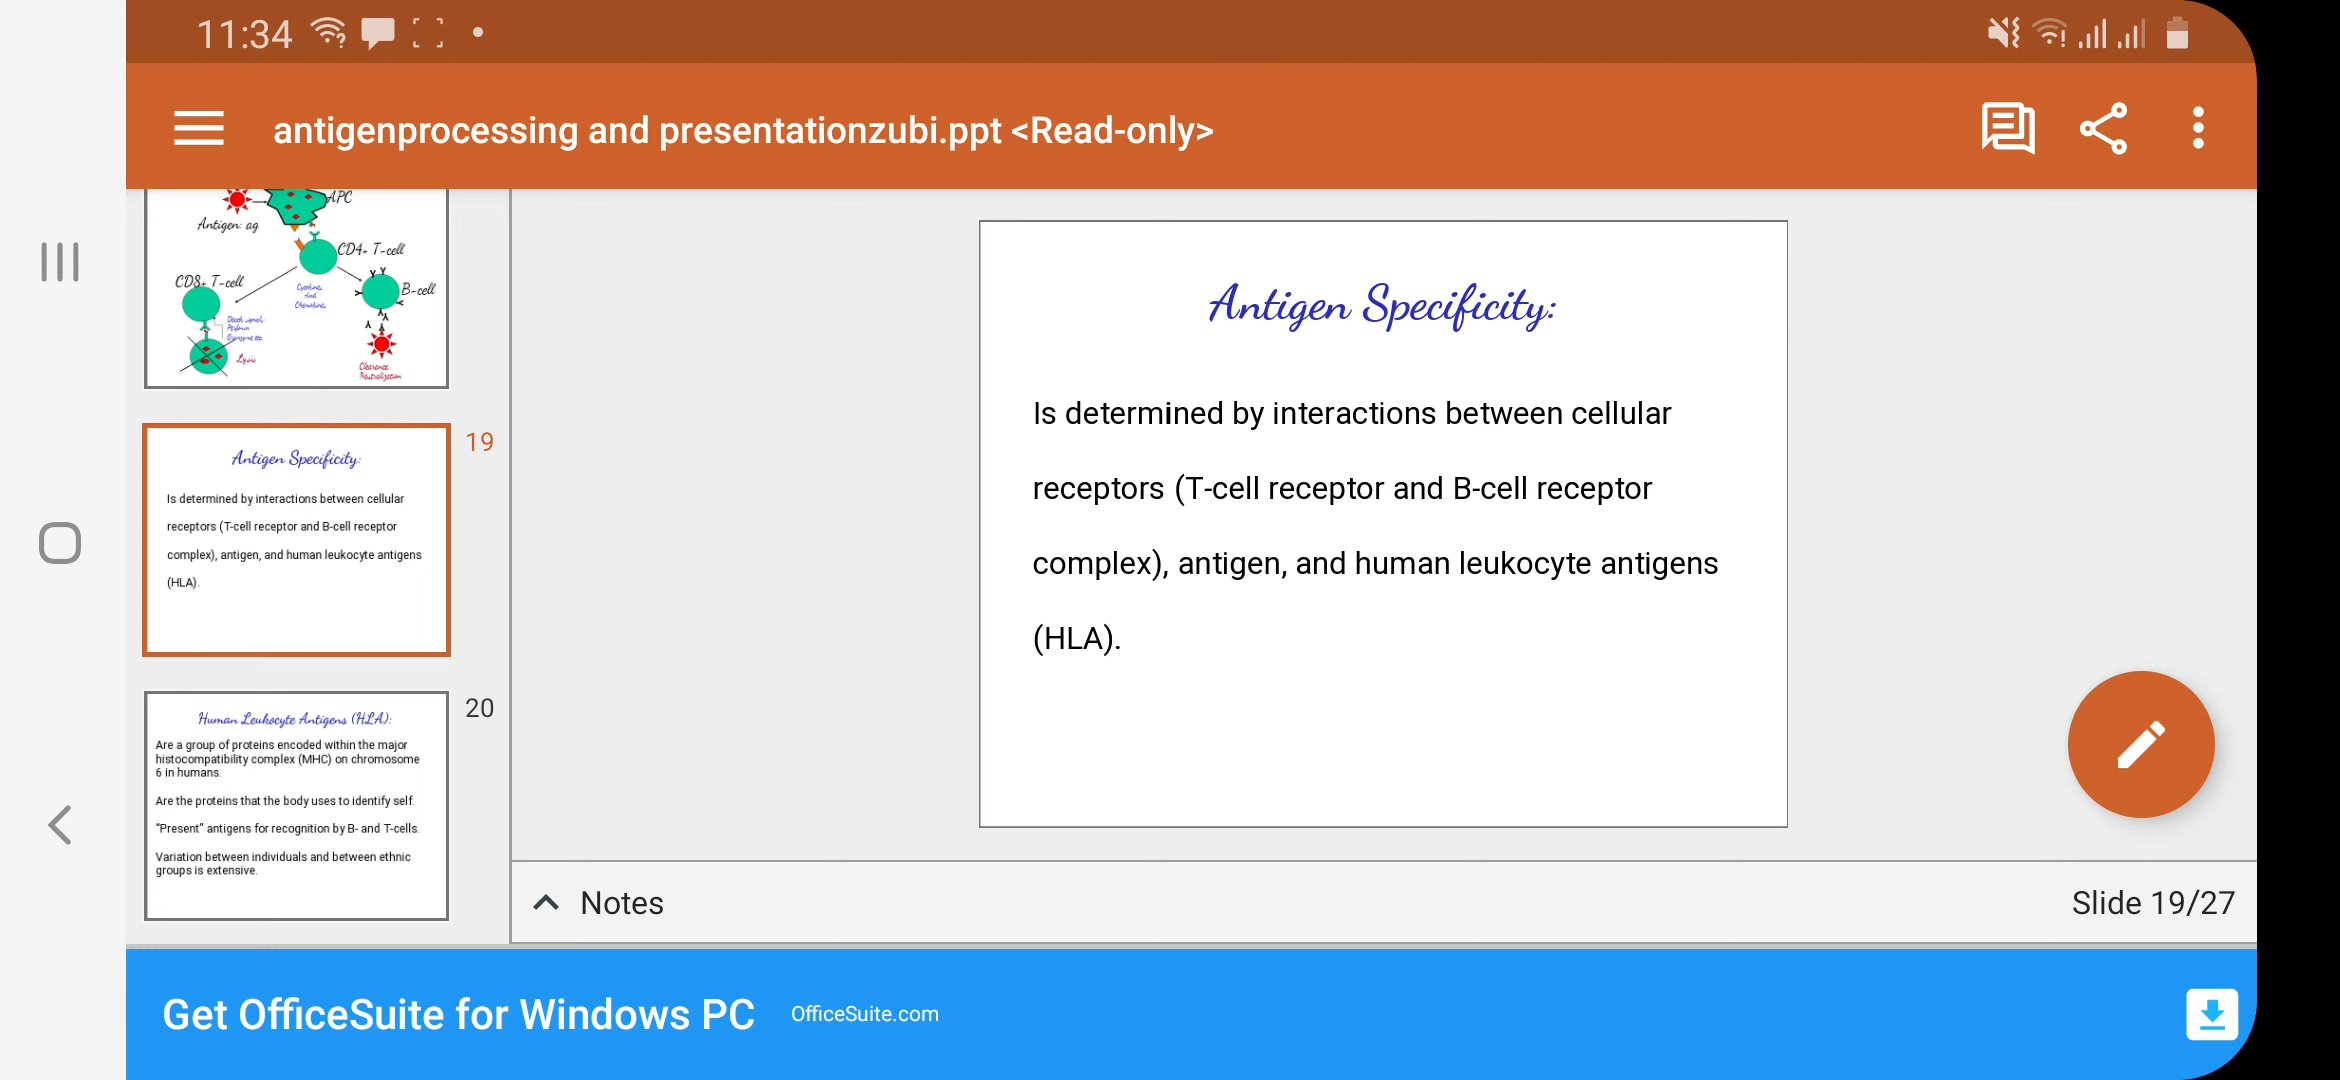 11:34
antigenprocessing and presentationzubi.ppt <Read-only>
APC
Antigen: ag
CD4+ T-cell
CD8+ T-cell
B-cell
Cytokines
And
Chemokines
Lysis
Clearance
Neutralization
19
Antigen Specificity:
Is determined by interactions between cellular
receptors (T-cell receptor and B-cell receptor
complex), antigen, and human leukocyte antigens
(HLA).
20
Human Leukocyte Antigens (HLA):
Are a group of proteins encoded within the major
histocompatibility complex (MHC) on chromosome
6 in humans.
Are the proteins that the body uses to identify self.
"Present" antigens for recognition by B- and T-cells.
Variation between individuals and between ethnic
groups is extensive.
Antigen Specificity:
Is determined by interactions between cellular
receptors (T-cell receptor and B-cell receptor
complex), antigen, and human leukocyte antigens
(HLA).
Notes
Slide 19/27
Get OfficeSuite for Windows PC
OfficeSuite.com